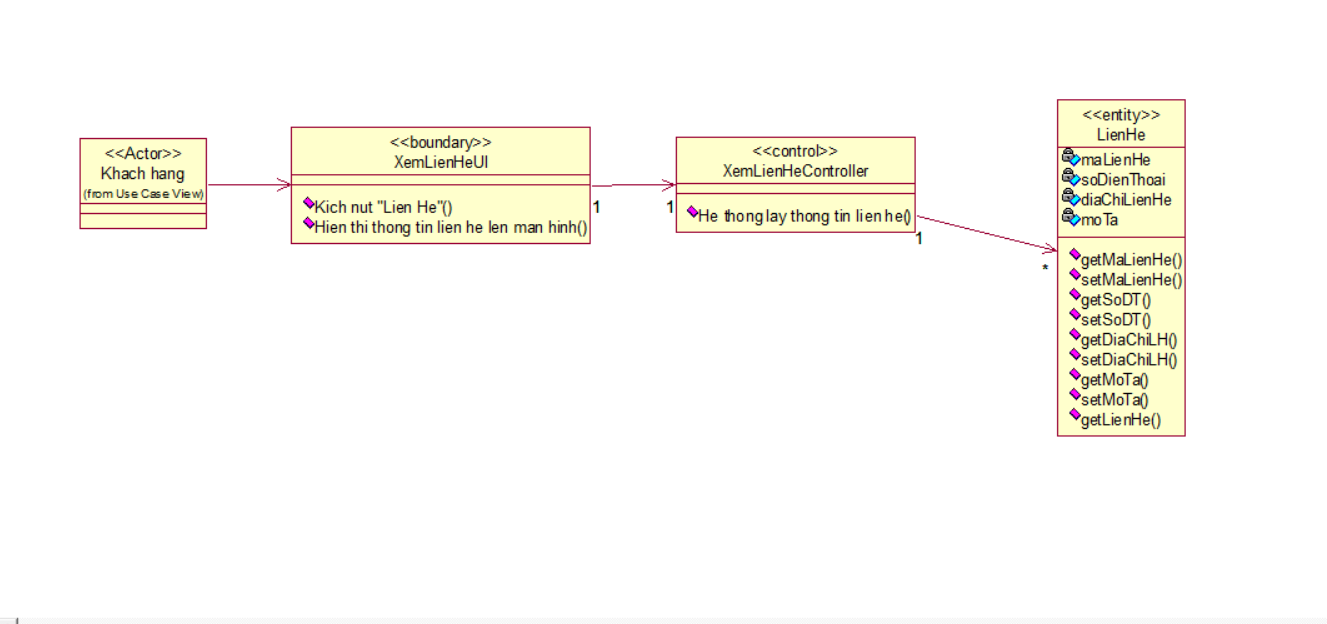 <<Actor>>
Khach hang
(from Use Case View)
<<boundary>>
XemLienHeUI
Kich nut "Lien He"()
Hien thi thong tin lien he len man hinh()
1
1
<<control>>
XemLienHeController
He thong lay thong tin lien he()
1
*
<<entity>>
LienHe
maLienHe
soDienThoai
diaChiLienHe
moTa
getMaLienHe()
setMaLienHe()
getSoDT()
setSoDT()
getDiaChiLH()
setDiaChiLH()
getMoTa()
setMoTa()
getLienHe()